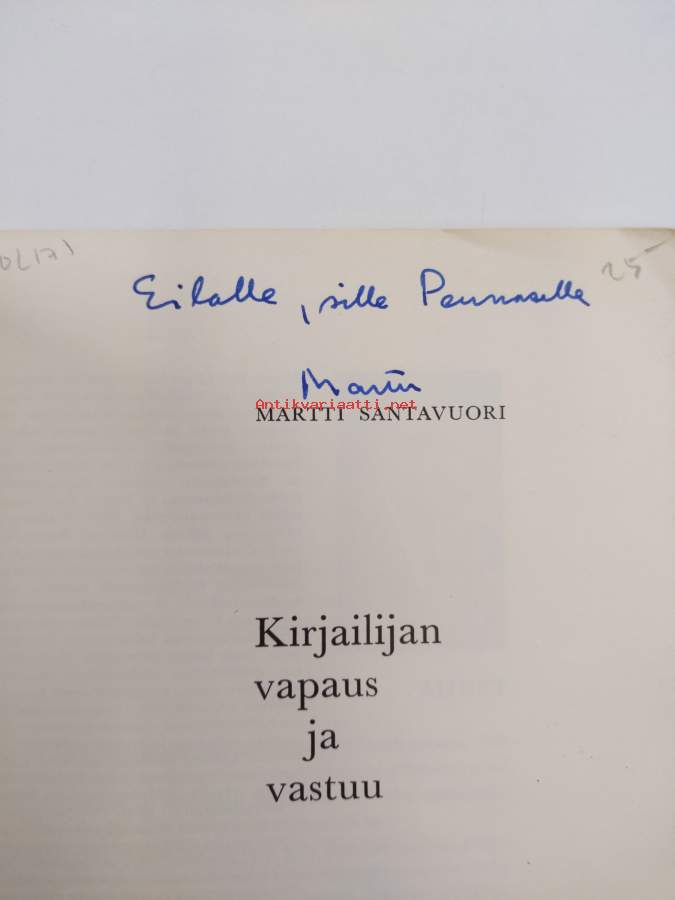 25
Eilalle, sille Pennaselle
Martti
Antikvariaatti.net
MARTTI SANTAVUORI
Kirjailijan
vapaus
ja
vastuu